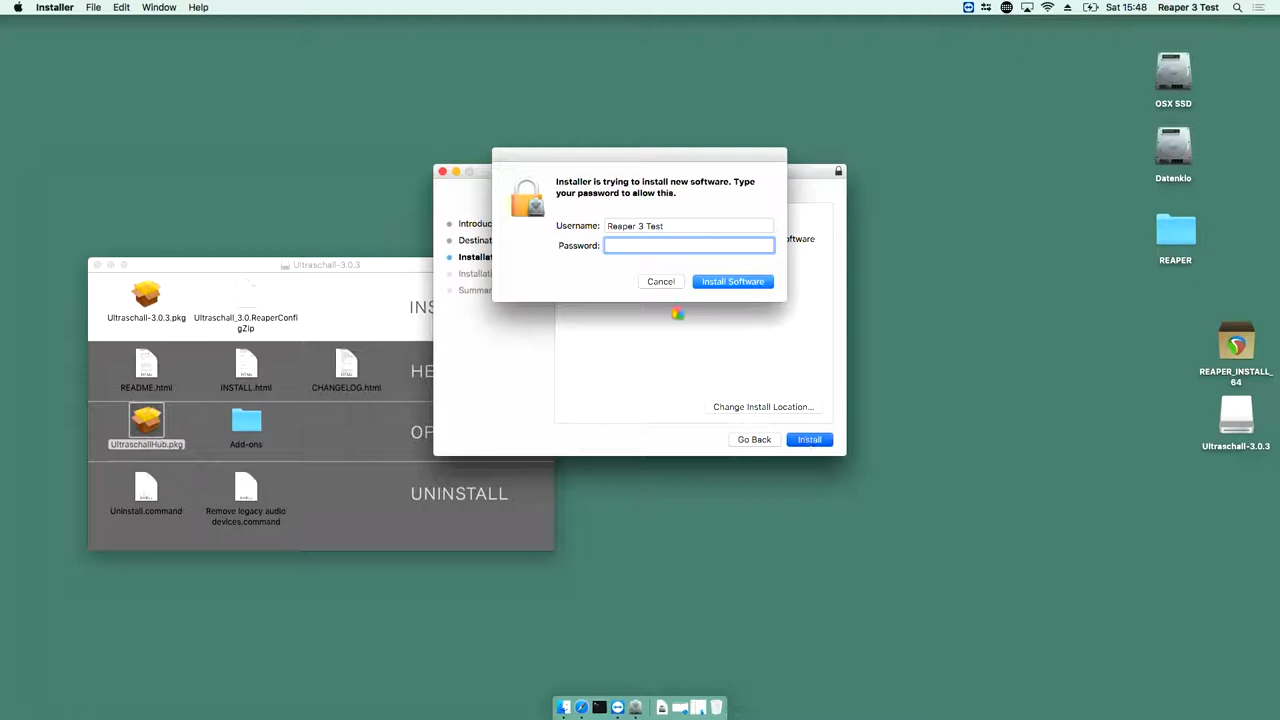 Installer File Edit Window Help
Sat 15:48 Reaper 3 Test
OSX SSD
Datenklo
REAPER
REAPER_INSTALL_
64
Ultraschall-3.0.3
Installer is trying to install new software. Type
your password to allow this.
Username: Reaper 3 Test
Password:
Cancel Install Software
Introduc
Destinat
Installat
Installati
Summar
oftware
Change Install Location...
Go Back Install
Ultraschall-3.0.3
Ultraschall-3.0.3.pkg
Ultraschall_3.0.ReaperConfi
gZip
INS
README.html INSTALL.html CHANGELOG.html
HE
UltraschallHub.pkg Add-ons
OP
Uninstall.command
Remove legacy audio
devices.command
UNINSTALL